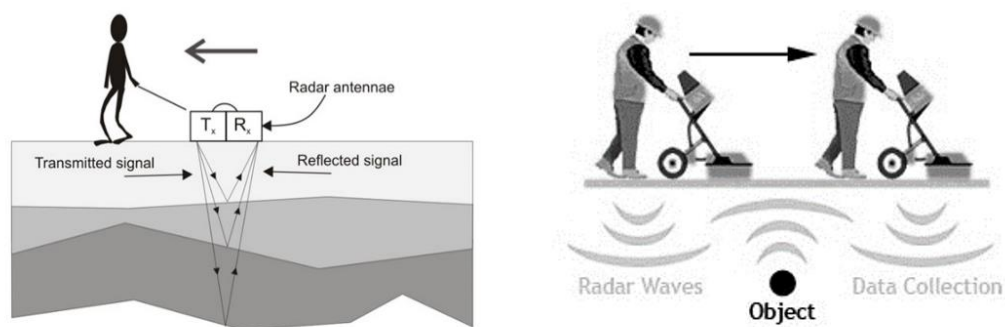 Radar antennae
Tx Rx
Transmitted signal
Reflected signal
Radar Waves
Data Collection
Object